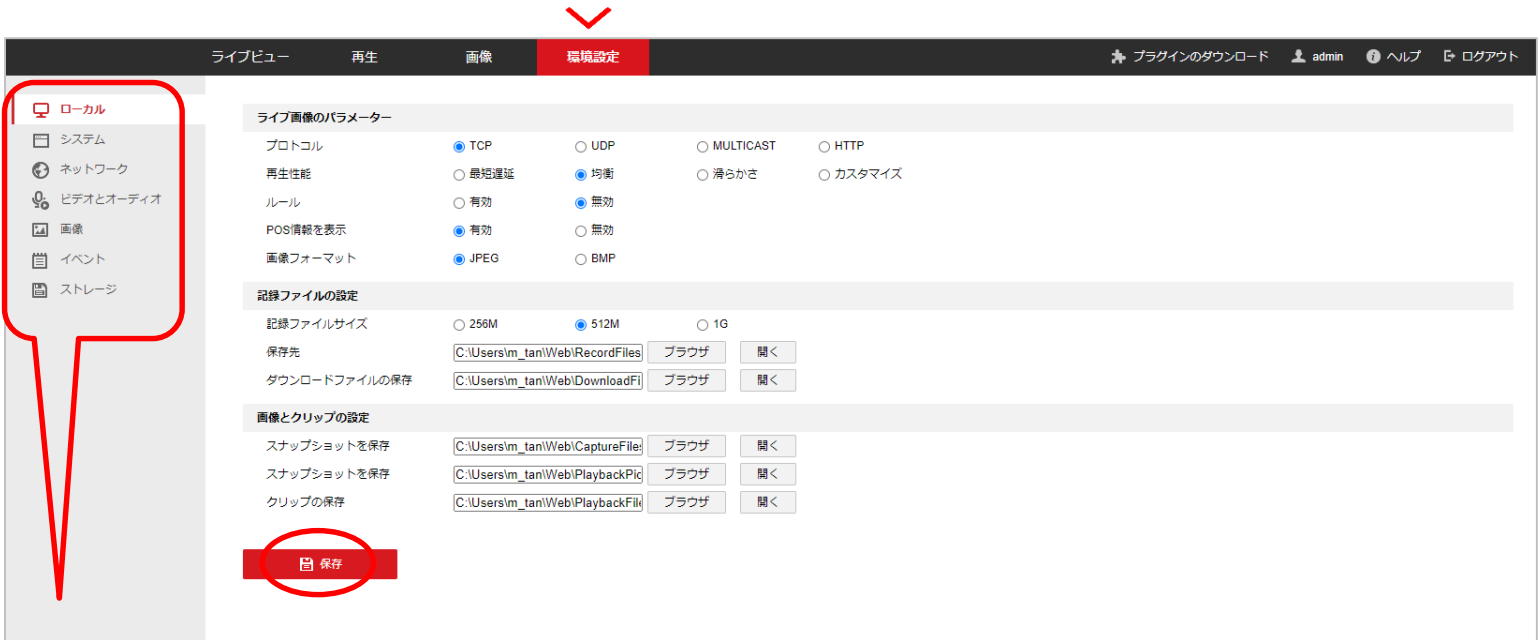 ライブビュー 再生 画像 環境設定 プラグインのダウンロード admin ヘルプ ログアウト
ローカル
システム
ネットワーク
ビデオとオーディオ
画像
イベント
ストレージ
ライブ画像のパラメーター
プロトコル TCP UDP MULTICAST HTTP
再生性能 最短遅延 均衡 滑らかさ カスタマイズ
ルール 有効 無効
POS情報を表示 有効 無効
画像フォーマット JPEG BMP
記録ファイルの設定
記録ファイルサイズ 256M 512M 1G
保存先 C:\Users\m_tan\Web\RecordFiles ブラウザ 開く
ダウンロードファイルの保存 C:\Users\m_tan\Web\DownloadFi ブラウザ 開く
画像とクリップの設定
スナップショットを保存 C:\Users\m_tan\Web\CaptureFiles ブラウザ 開く
スナップショットを保存 C:\Users\m_tan\Web\PlaybackPic ブラウザ 開く
クリップの保存 C:\Users\m_tan\Web\PlaybackFile ブラウザ 開く
保存